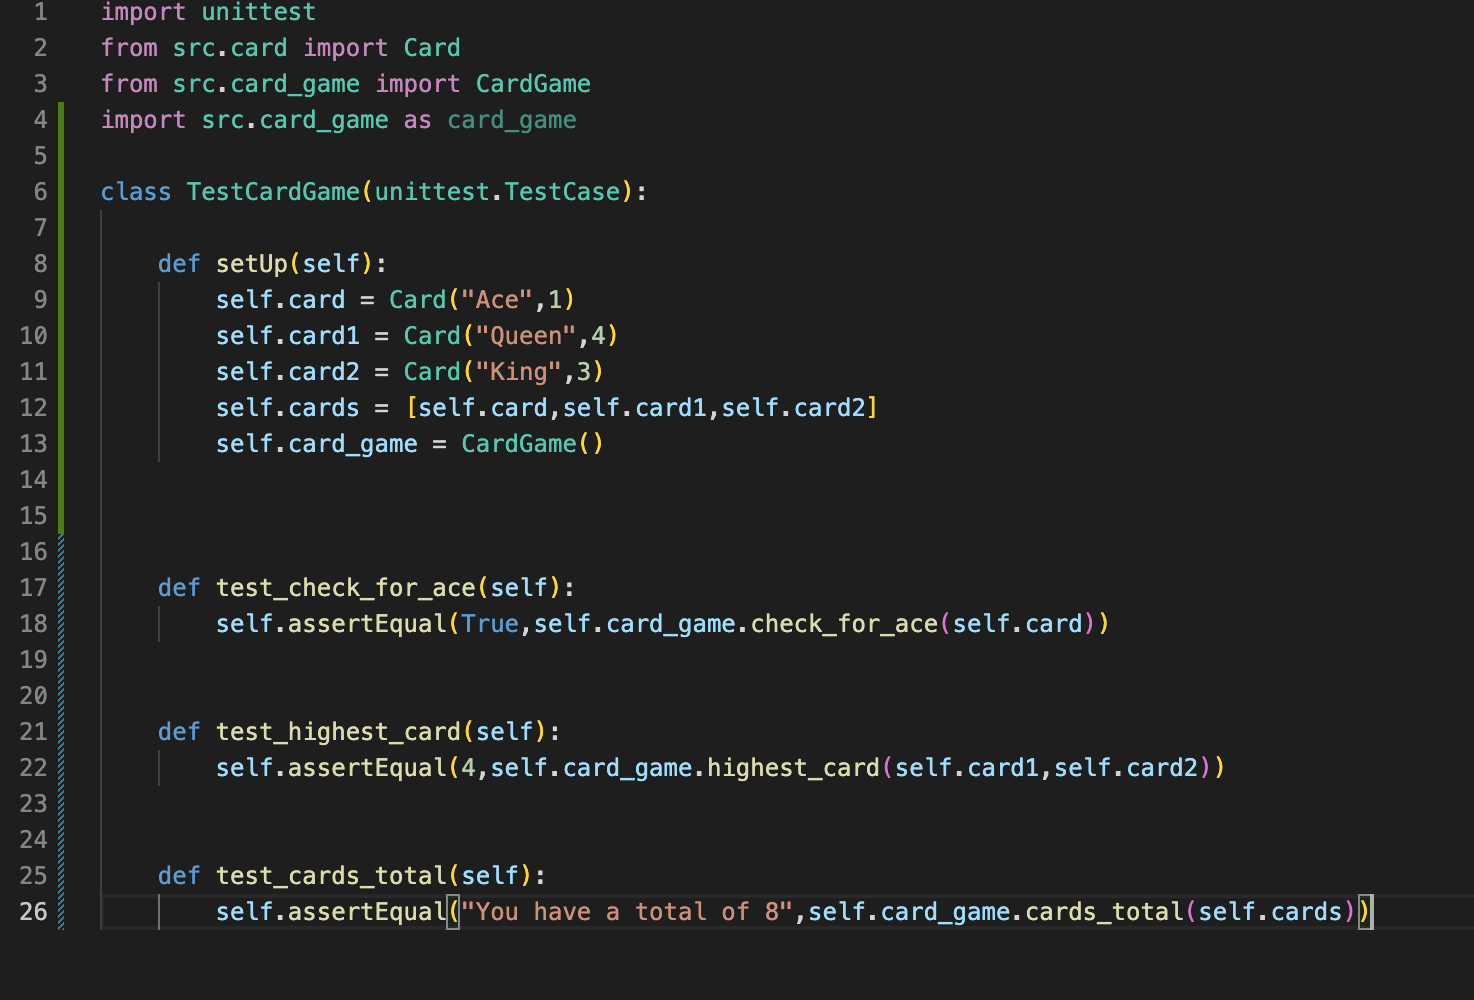 1 import unittest
2 from src.card import Card
3 from src.card_game import CardGame
4 import src.card_game as card_game
5
6 class TestCardGame(unittest.TestCase):
7
8     def setUp(self):
9         self.card = Card("Ace",1)
10         self.card1 = Card("Queen",4)
11         self.card2 = Card("King",3)
12         self.cards = [self.card,self.card1,self.card2]
13         self.card_game = CardGame()
14
15
16
17     def test_check_for_ace(self):
18         self.assertEqual(True,self.card_game.check_for_ace(self.card))
19
20
21     def test_highest_card(self):
22         self.assertEqual(4,self.card_game.highest_card(self.card1,self.card2))
23
24
25     def test_cards_total(self):
26         self.assertEqual("You have a total of 8",self.card_game.cards_total(self.cards))